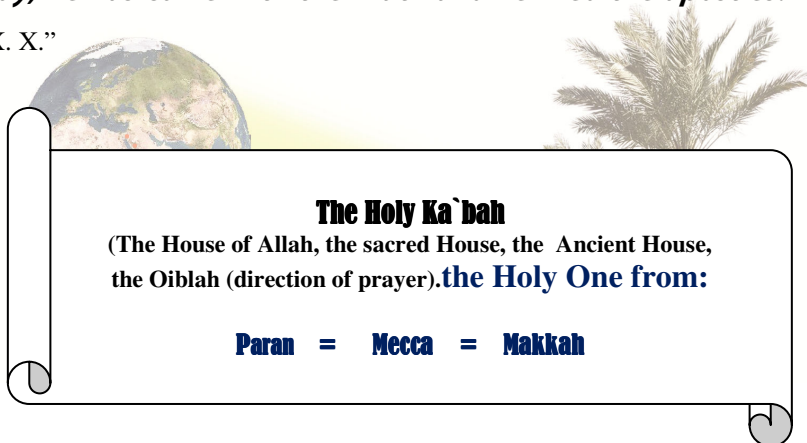 X. X.”
The Holy Ka`bah
(The House of Allah, the sacred House, the Ancient House,
the Oiblah (direction of prayer).the Holy One from:
Paran = Mecca = Makkah